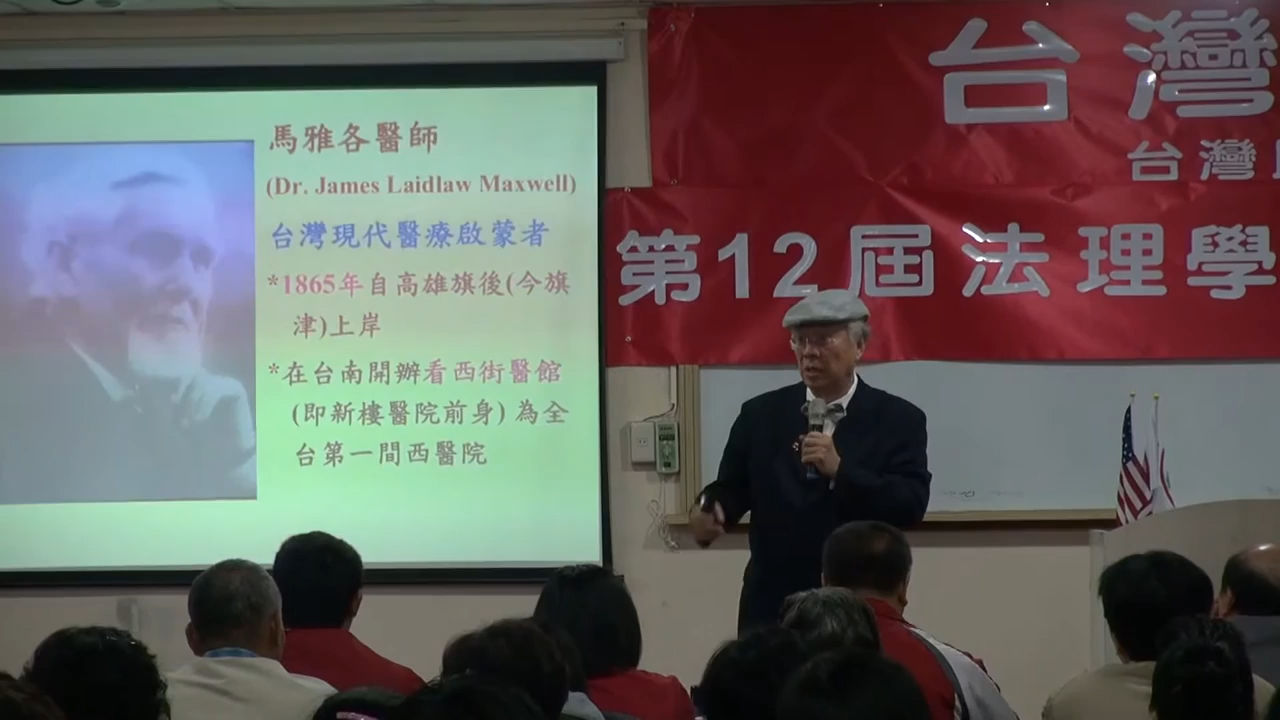 馬雅各醫師
(Dr. James Laidlaw Maxwell)
台灣現代醫療啟蒙者
*1865年自高雄旗後(今旗
津)上岸
*在台南開辦看西街醫館
(即新樓醫院前身) 為全
台第一間西醫院
台灣
台灣
第12屆法理學